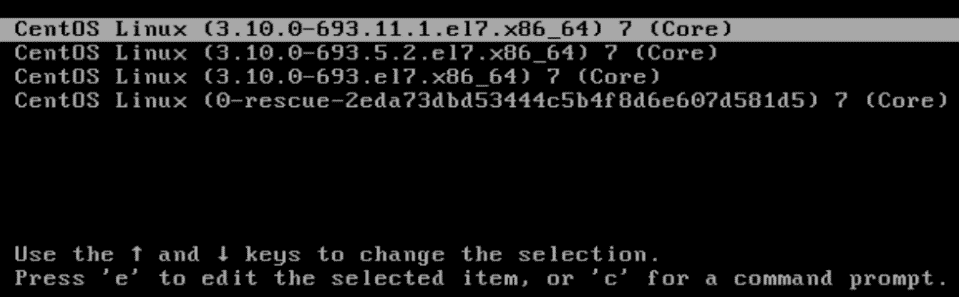 CentOS Linux (3.10.0-693.11.1.el7.x86_64) 7 (Core)
CentOS Linux (3.10.0-693.5.2.el7.x86_64) 7 (Core)
CentOS Linux (3.10.0-693.el7.x86_64) 7 (Core)
CentOS Linux (0-rescue-2eda73dbd53444c5b4f8d6e607d581d5) 7 (Core)
Use the ↑ and ↓ keys to change the selection.
Press 'e' to edit the selected item, or 'c' for a command prompt.